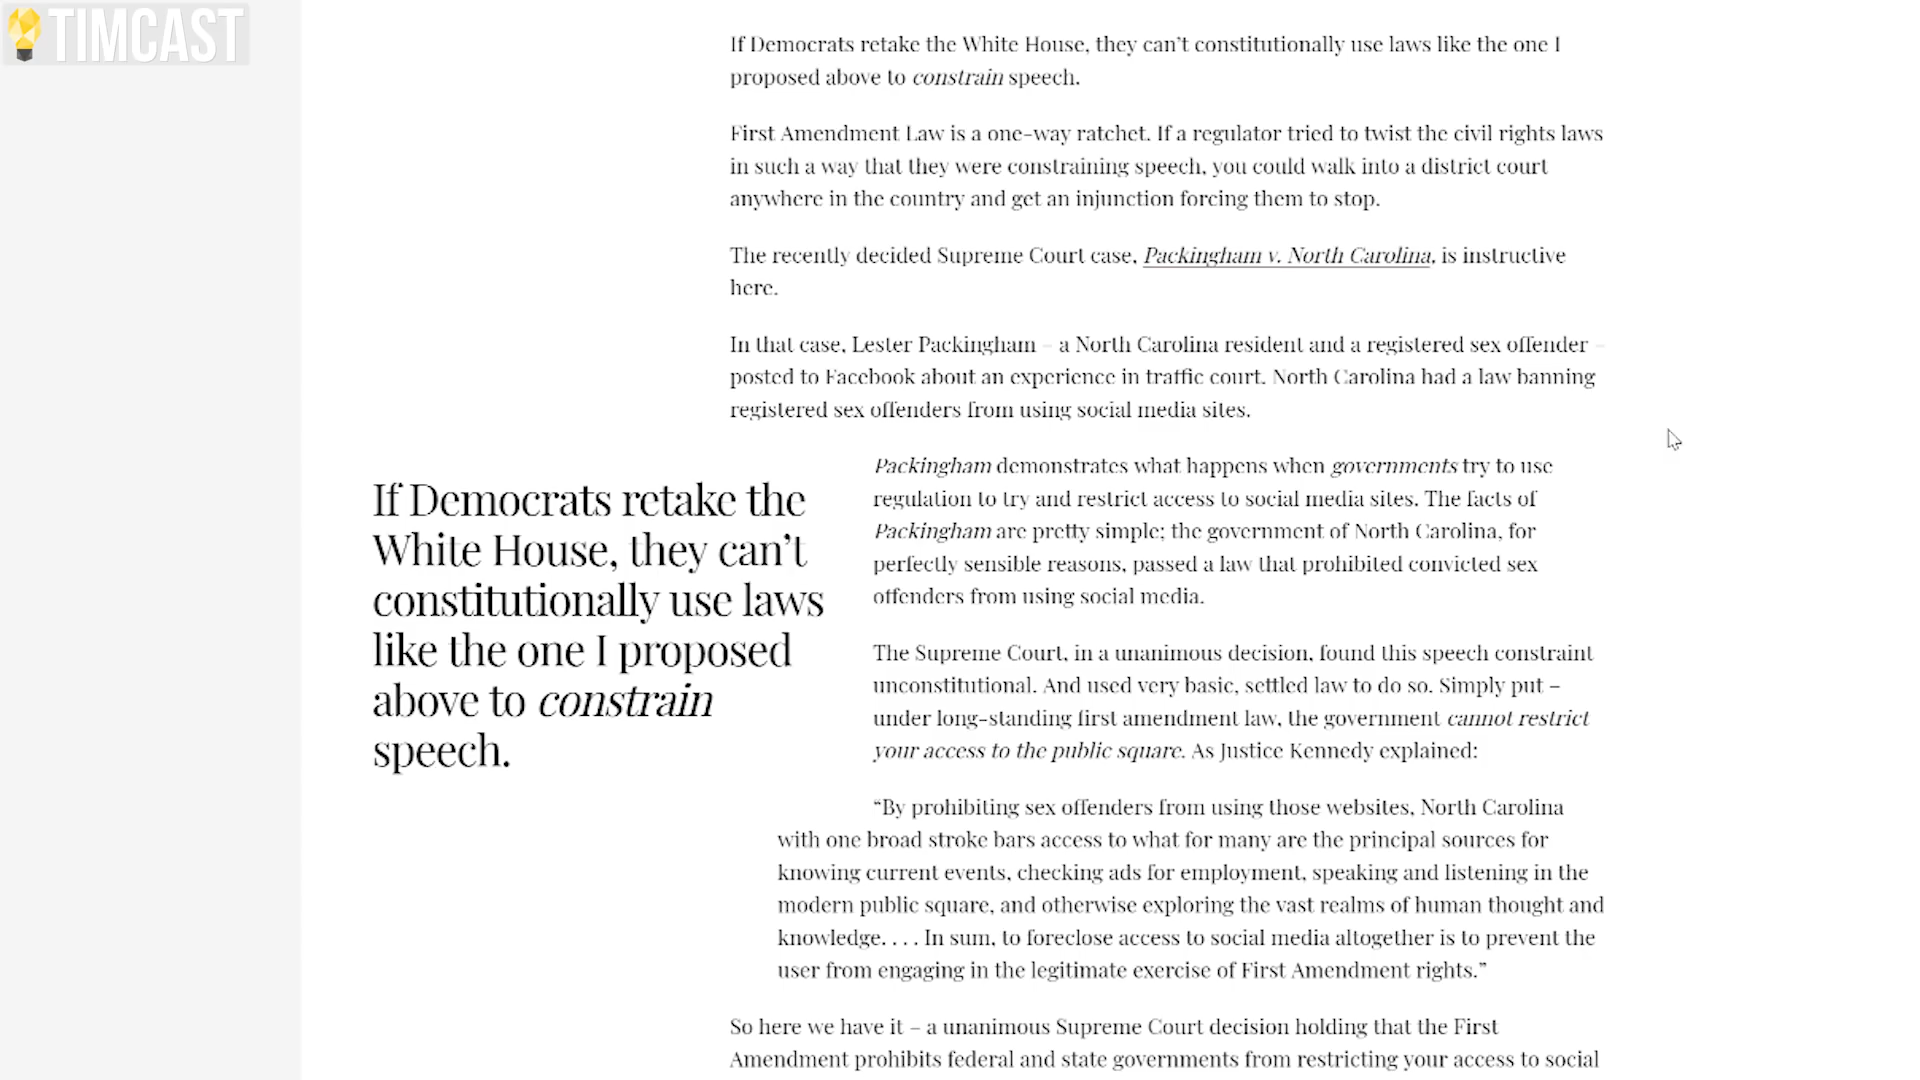 TIMCAST
If Democrats retake the White House, they can’t constitutionally use laws like the one I
proposed above to constrain speech.
First Amendment Law is a one-way ratchet. If a regulator tried to twist the civil rights laws
in such a way that they were constraining speech, you could walk into a district court
anywhere in the country and get an injunction forcing them to stop.
The recently decided Supreme Court case, Packingham v. North Carolina, is instructive
here.
In that case, Lester Packingham – a North Carolina resident and a registered sex offender –
posted to Facebook about an experience in traffic court. North Carolina had a law banning
registered sex offenders from using social media sites.
If Democrats retake the
White House, they can’t
constitutionally use laws
like the one I proposed
above to constrain
speech.
Packingham demonstrates what happens when governments try to use
regulation to try and restrict access to social media sites. The facts of
Packingham are pretty simple; the government of North Carolina, for
perfectly sensible reasons, passed a law that prohibited convicted sex
offenders from using social media.
The Supreme Court, in a unanimous decision, found this speech constraint
unconstitutional. And used very basic, settled law to do so. Simply put –
under long-standing first amendment law, the government cannot restrict
your access to the public square. As Justice Kennedy explained:
“By prohibiting sex offenders from using those websites, North Carolina
with one broad stroke bars access to what for many are the principal sources for
knowing current events, checking ads for employment, speaking and listening in the
modern public square, and otherwise exploring the vast realms of human thought and
knowledge. . . . In sum, to foreclose access to social media altogether is to prevent the
user from engaging in the legitimate exercise of First Amendment rights.”
So here we have it – a unanimous Supreme Court decision holding that the First
Amendment prohibits federal and state governments from restricting your access to social